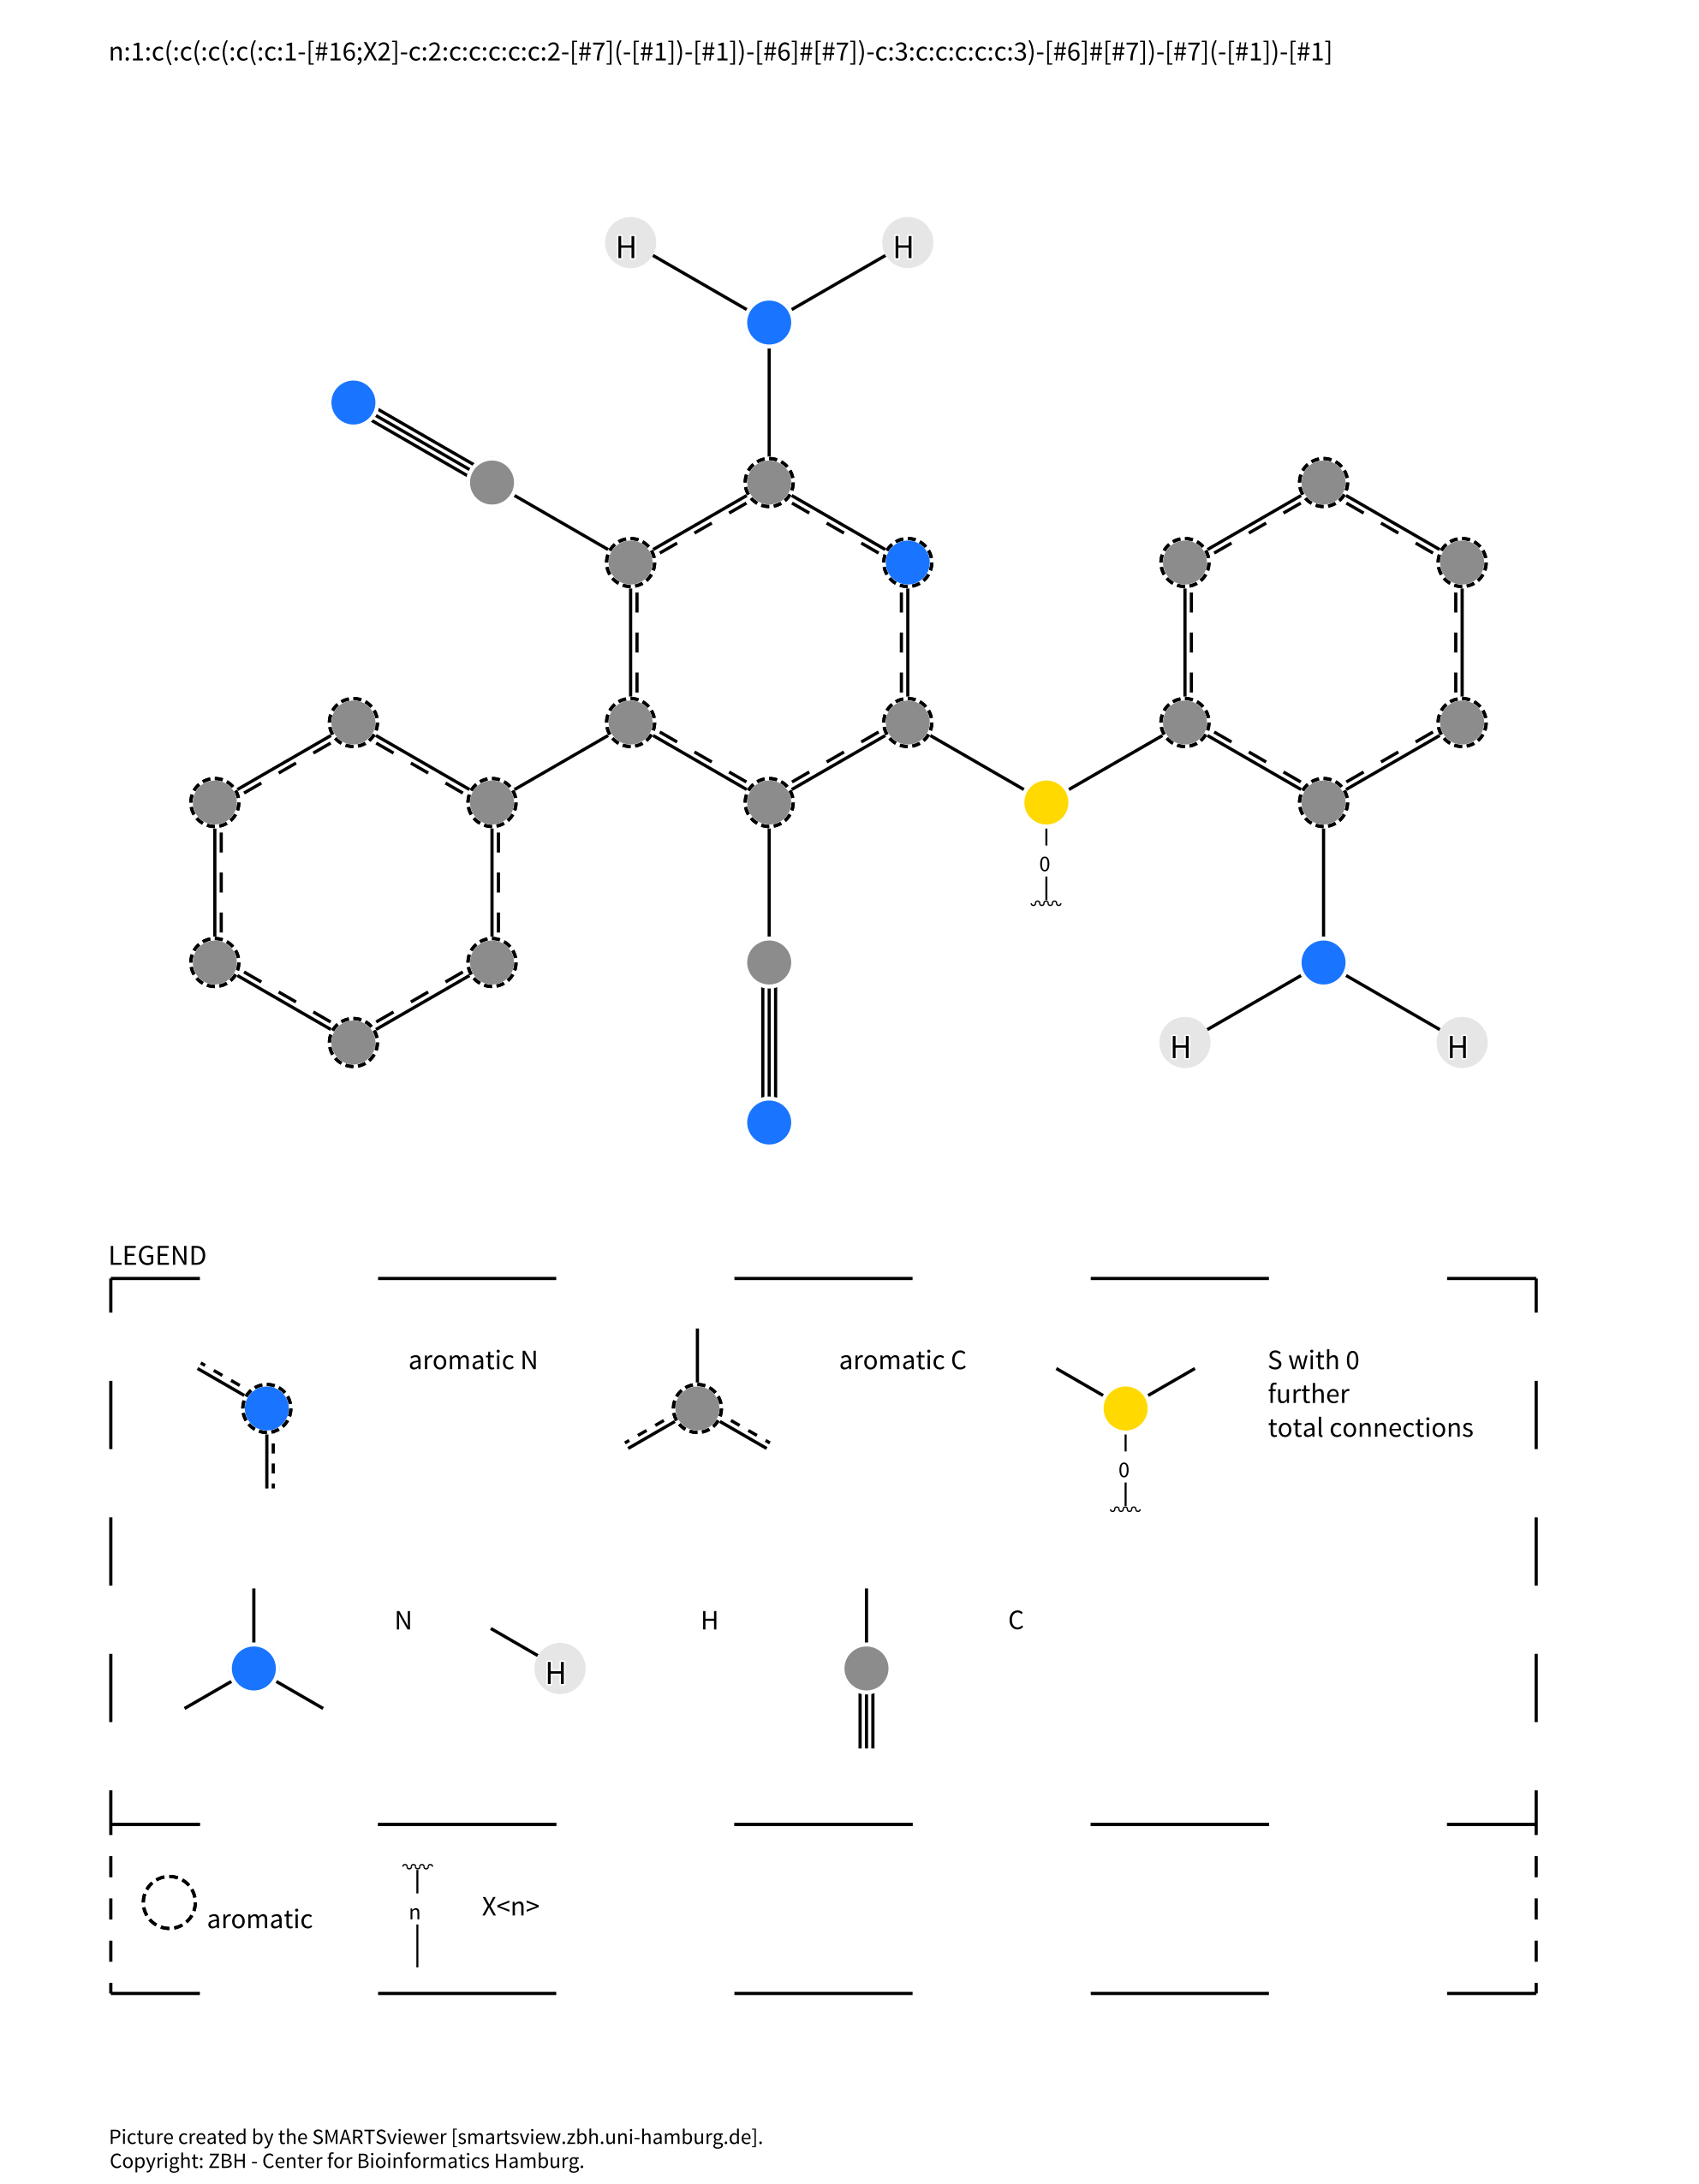 n:1:c(:c(:c(:c(:c:1-[#16;X2]-c:2:c:c:c:c:c:2-[#7](-[#1])-[#1])-[#6]#[#7])-c:3:c:c:c:c:c:3)-[#6]#[#7])-[#7](-[#1])-[#1]
H H
0
H H
LEGEND
aromatic N
aromatic C
S with 0
further
total connections
0
N
H
H
C
aromatic
n
X<n>
Picture created by the SMARTSviewer [smartsview.zbh.uni-hamburg.de].
Copyright: ZBH - Center for Bioinformatics Hamburg.